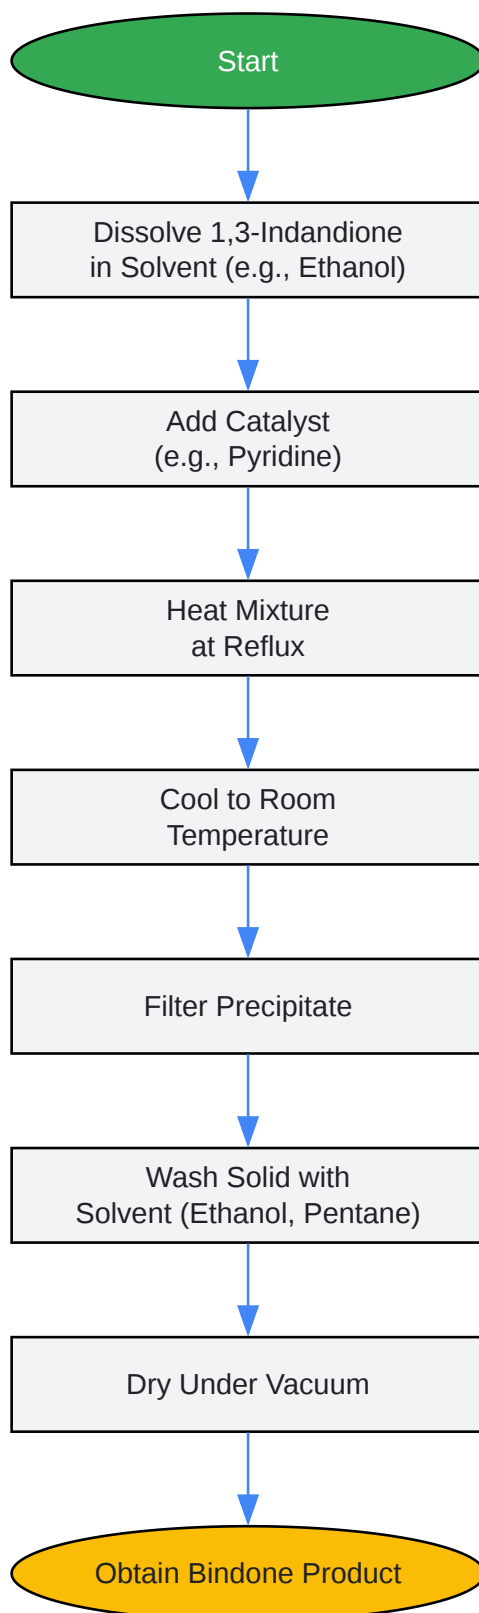 Start
Dissolve 1,3-Indandione
in Solvent (e.g., Ethanol)
Add Catalyst
(e.g., Pyridine)
Heat Mixture
at Reflux
Cool to Room
Temperature
Filter Precipitate
Wash Solid with
Solvent (Ethanol, Pentane)
Dry Under Vacuum
Obtain Bindone Product